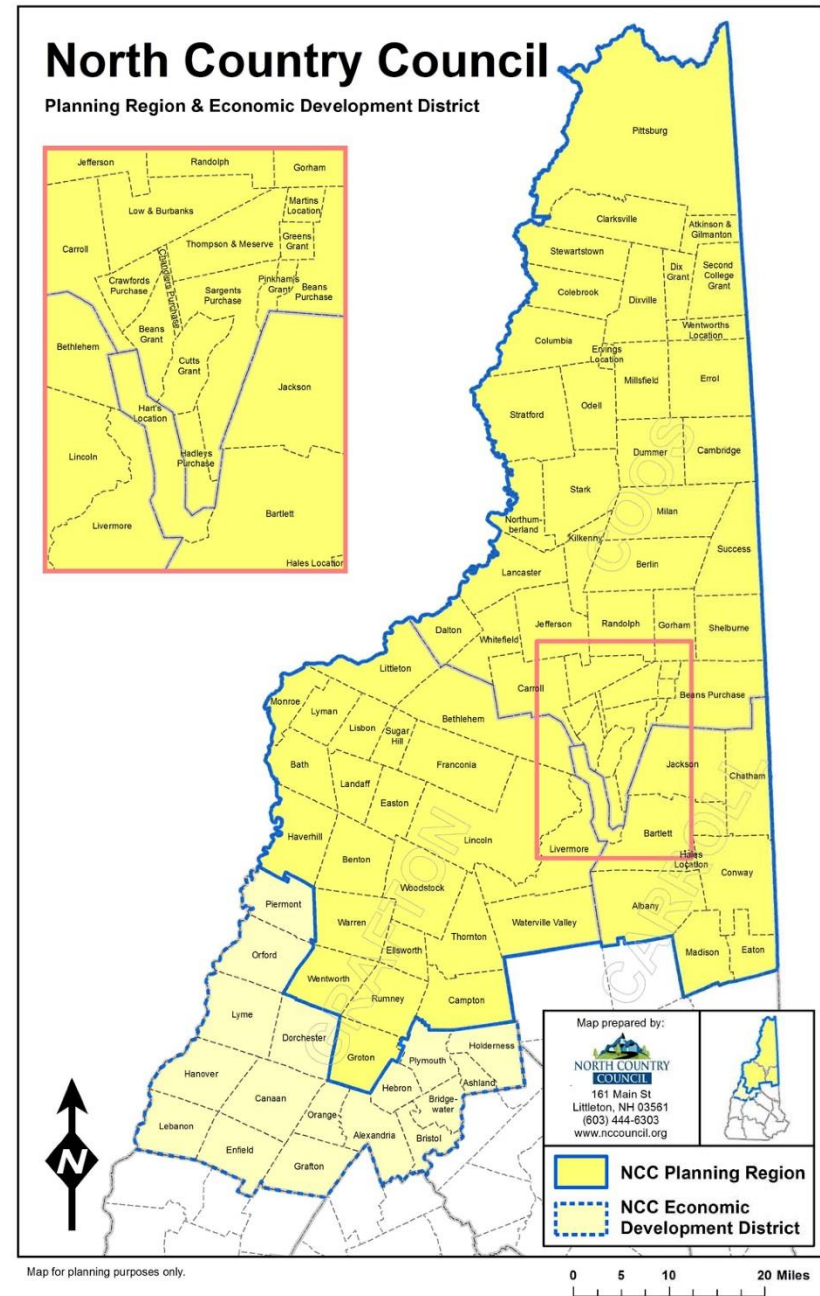 North Country Council
Planning Region & Economic Development District
Jefferson
Randolph
Gorham
Low & Burbanks
Martins
Location
Carroll
Thompson & Meserve
Greens
Grant
Crawfords
Purchase
Chandlers Purchase
Sargents
Purchase
Pinkham's
Grant
Beans
Purchase
Beans
Grant
Bethlehem
Cutts
Grant
Jackson
Hart's
Location
Lincoln
Hadleys
Purchase
Livermore
Bartlett
Hales Location
Pittsburg
Clarksville
Atkinson &
Gilmanton
Stewartstown
Dix
Grant
Second
College
Grant
Colebrook
Dixville
Wentworths
Location
Columbia
Ervings
Location
Millsfield
Errol
Stratford
Odell
Dummer
Cambridge
COOS
Stark
Milan
Northum-
berland
Kilkenny
Success
Berlin
Lancaster
Dalton
Whitefield
Jefferson
Randolph
Gorham
Shelburne
Littleton
Carroll
Beans Purchase
Monroe
Lyman
Bethlehem
Lisbon
Sugar
Hill
Bath
Franconia
Jackson
Chatham
Landaff
Easton
Haverhill
Lincoln
Livermore
Bartlett
Hales
Location
Benton
Conway
Woodstock
Piermont
Albany
Warren
Waterville Valley
Thornton
Orford
Ellsworth
Madison
Eaton
Wentworth
Rumney
Campton
CARROLL
GRAFTON
Lyme
Dorchester
Groton
Plymouth
Holderness
Hanover
Hebron
Ashland
Canaan
Bridge-
water
Orange
Lebanon
Alexandria
Bristol
Enfield
Grafton
N
Map prepared by:
NORTH COUNTRY
COUNCIL
161 Main St
Littleton, NH 03561
(603) 444-6303
www.nccouncil.org
NCC Planning Region
NCC Economic
Development District
Map for planning purposes only.
0 5 10 20 Miles